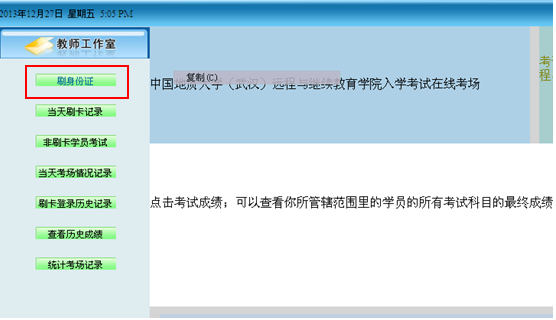 2013年12月27日 星期五 5:05 PM
教师工作室
刷身份证
当天刷卡记录
非刷卡学员考试
当天考场情况记录
刷卡登录历史记录
查看历史成绩
统计考场记录
复制(C)
中国地质大学（武汉）远程与继续教育学院入学考试在线考场
考
程
点击考试成绩；可以查看你所管辖范围里的学员的所有考试科目的最终成绩